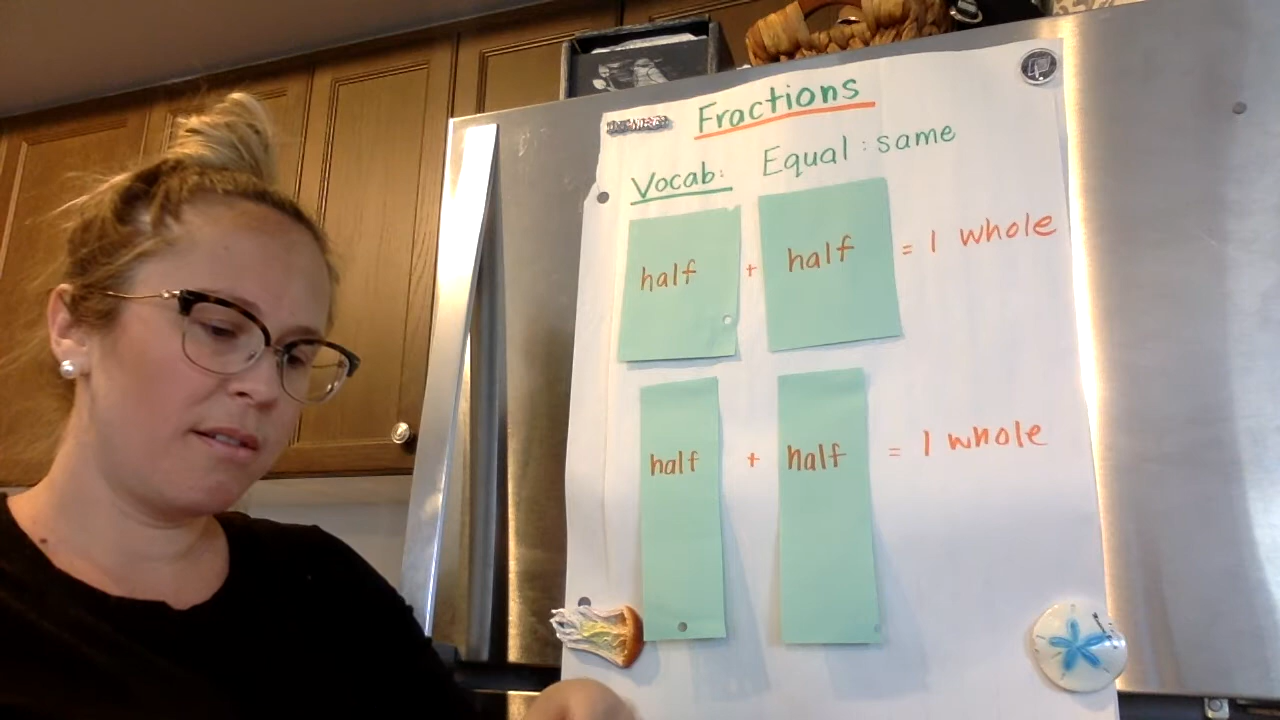 Fractions
Vocab: Equal : same
half + half = 1 whole
half + half = 1 whole